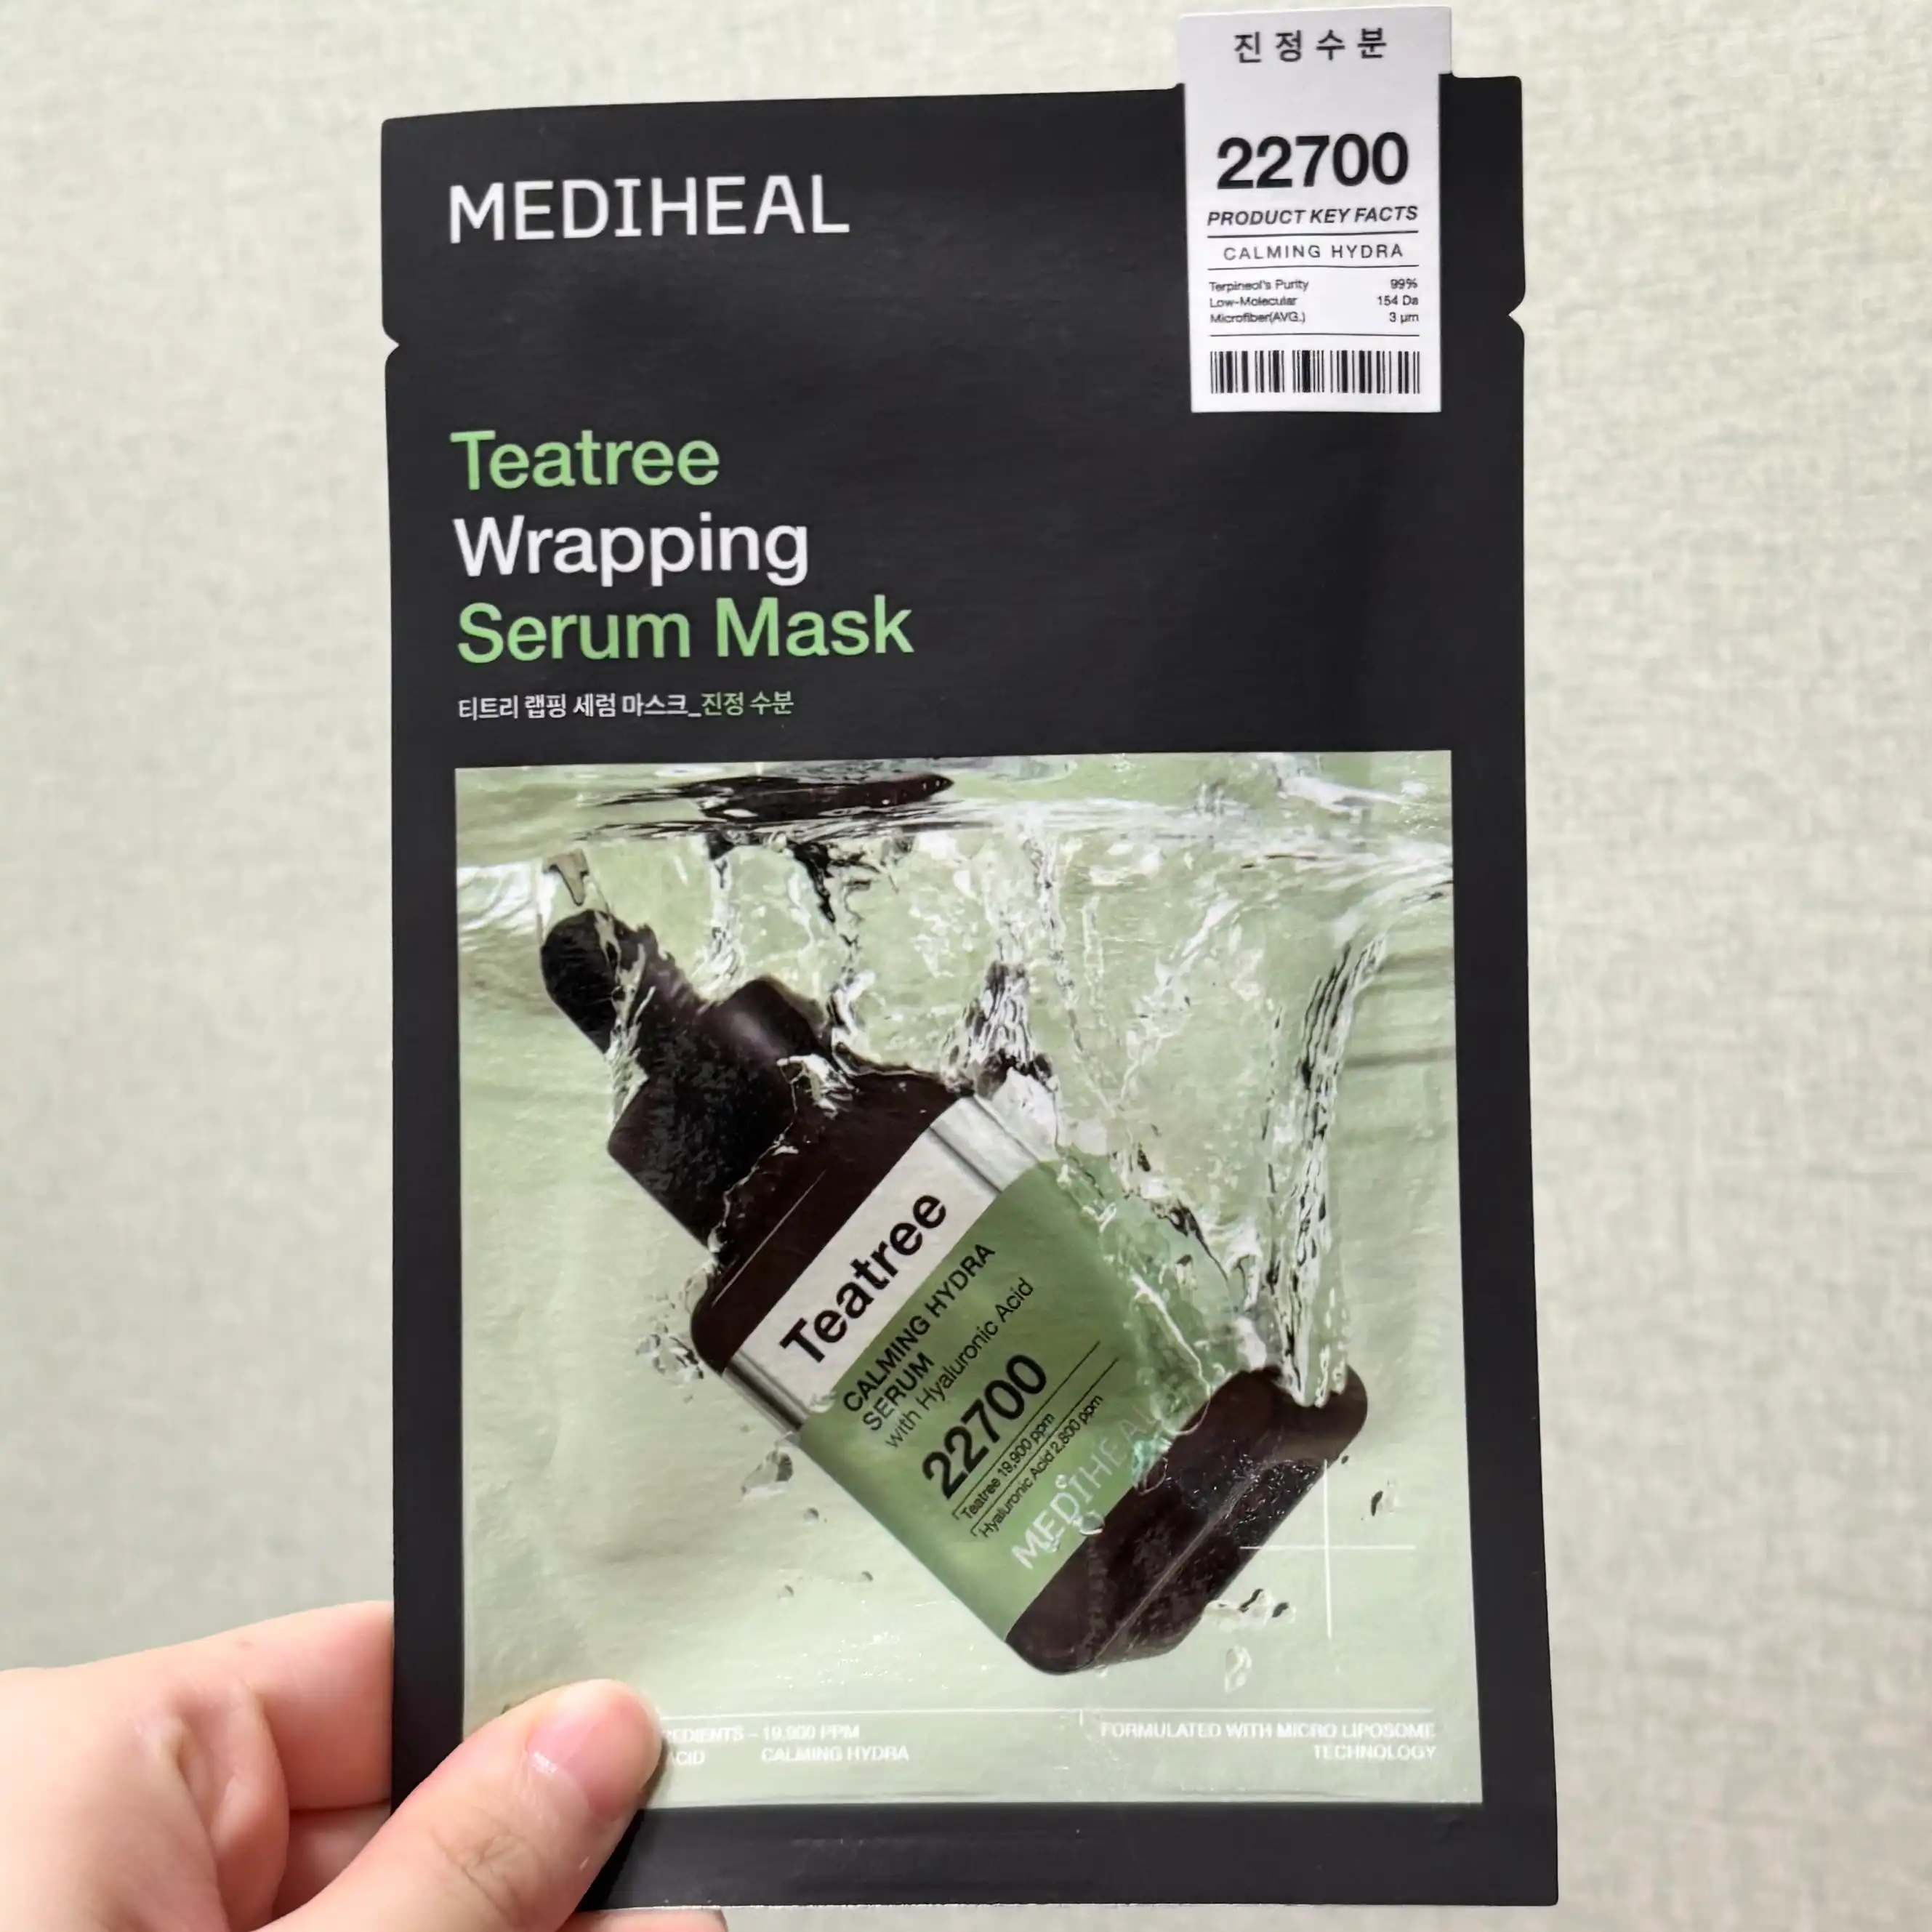 진정수분
22700
PRODUCT KEY FACTS
CALMING HYDRA
Terpineol's Purity 99%
Low-Molecular 154 Da
Microfiber(AVG.) 3 µm
MEDIHEAL
Teatree
Wrapping
Serum Mask
티트리 랩핑 세럼 마스크_진정 수분
Teatree
CALMING HYDRA
SERUM
with Hyaluronic Acid
22700
Teatree 19,900 ppm
Hyaluronic Acid 2,800 ppm
MEDIHEAL
– 19,900 PPM
CALMING HYDRA
FORMULATED WITH MICRO LIPOSOME
TECHNOLOGY